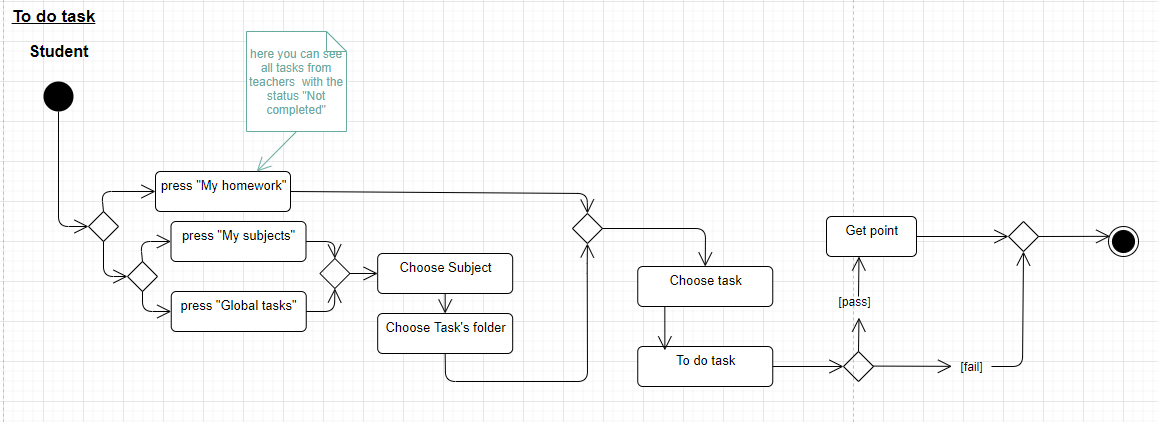 To do task
Student
here you can see
all tasks from
teachers with the
status "Not
completed"
press "My homework"
press "My subjects"
press "Global tasks"
Choose Subject
Choose Task's folder
Choose task
To do task
Get point
[pass]
[fail]